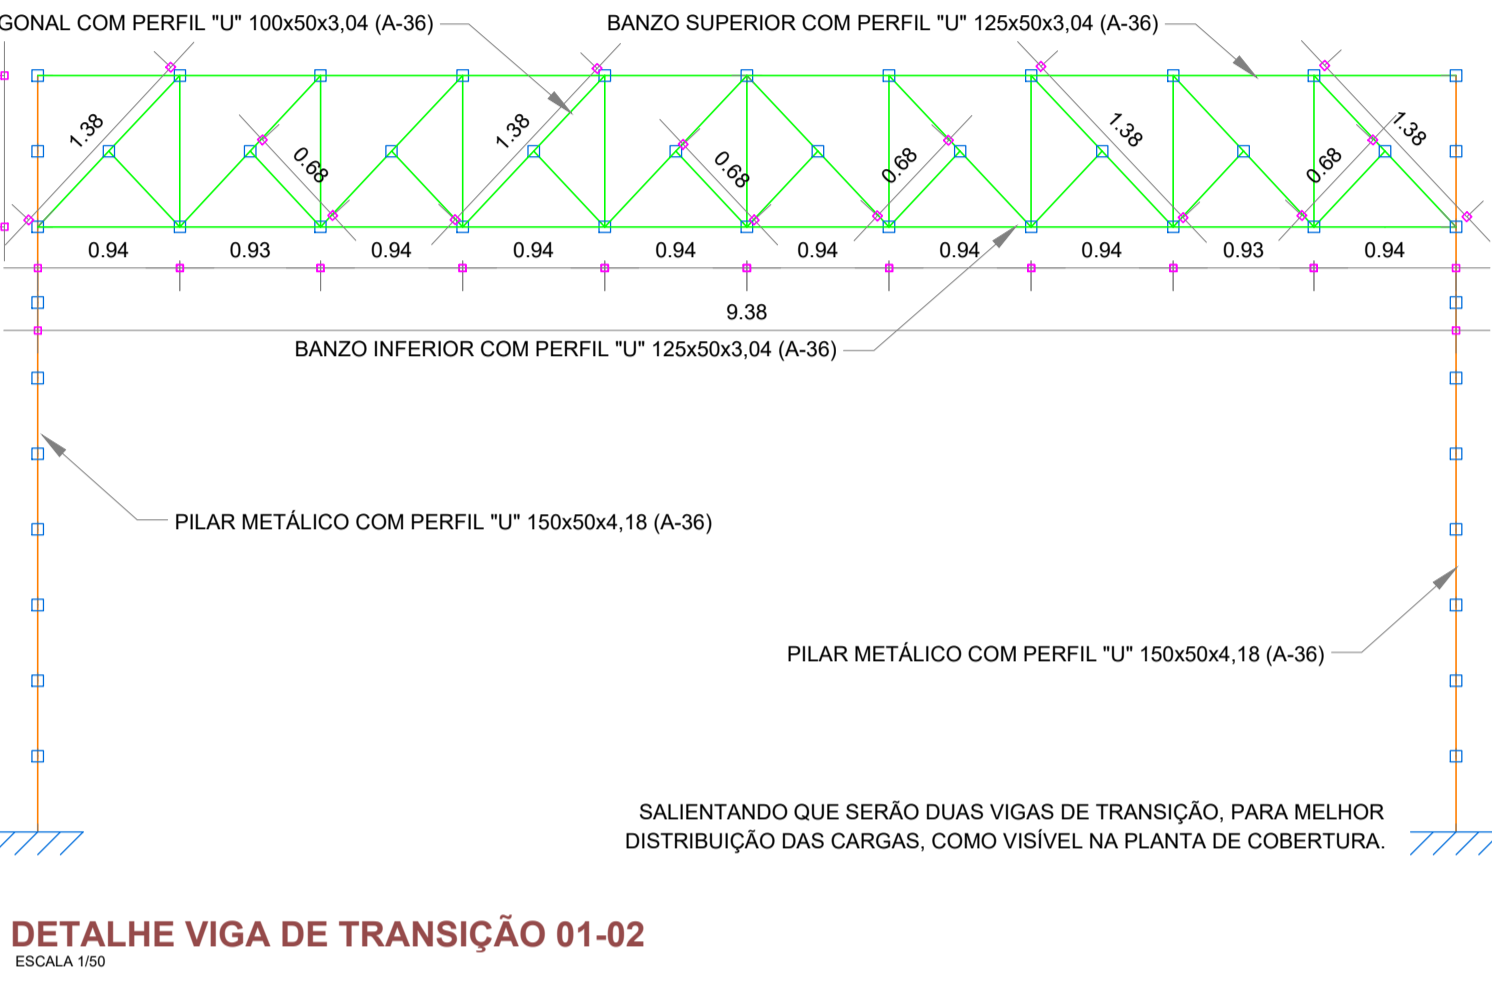 GONAL COM PERFIL "U" 100x50x3,04 (A-36)
BANZO SUPERIOR COM PERFIL "U" 125x50x3,04 (A-36)
1.38
0.68
1.38
0.68
0.68
1.38
0.68
1.38
0.94
0.93
0.94
0.94
0.94
0.94
0.94
0.94
0.93
0.94
9.38
BANZO INFERIOR COM PERFIL "U" 125x50x3,04 (A-36)
PILAR METÁLICO COM PERFIL "U" 150x50x4,18 (A-36)
PILAR METÁLICO COM PERFIL "U" 150x50x4,18 (A-36)
SALIENTANDO QUE SERÃO DUAS VIGAS DE TRANSIÇÃO, PARA MELHOR
DISTRIBUIÇÃO DAS CARGAS, COMO VISÍVEL NA PLANTA DE COBERTURA.
DETALHE VIGA DE TRANSIÇÃO 01-02
ESCALA 1/50